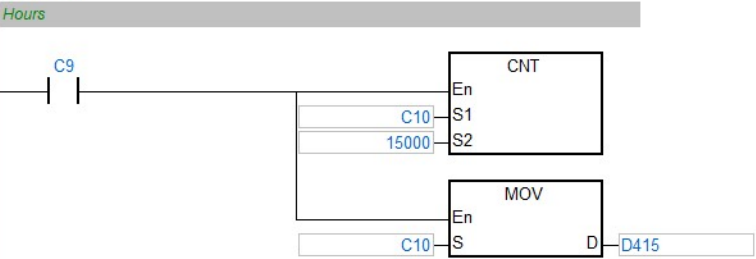 Hours
C9
CNT
En
C10 S1
15000 S2
MOV
En
C10 S D D415